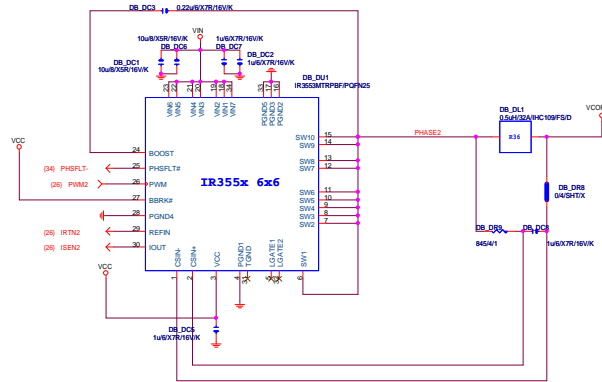 DB_DC3
0.22u/6/X7R/16V/K
10u/8/X5R/16V/K
DB_DC6
VIN
1u/6/X7R/16V/K
DB_DC7
DB_DC1
10u/8/X5R/16V/K
DB_DC2
1u/6/X7R/16V/K
DB_DU1
IR3553MTRPBF/PQFN25
23 22 21 20 19 18 34 33 17 16
VIN6 VIN5 VIN4 VIN3 VIN2 VIN1 VIN7 PGND5 PGND3 PGND2
DB_DL1
0.5uH/32A/IHC109/FS/D
R36
VCC
24 BOOST
(34) PHSFLT- 25 PHSFLT#
(26) PWM2 26 PWM
27 BBRK#
28 PGND4
(26) IRTN2 29 REFIN
(26) ISEN2 30 IOUT
IR355x 6x6
SW10 15
SW9 14
SW8 13
SW7 12
SW6 11
SW5 10
SW4 9
SW3 8
SW2 7
PHASE2
DB_DR8
0/4/SHT/X
DB_DR9
845/4/1
DB_DC8
1u/6/X7R/16V/K
CSIN- CSIN+ VCC PGND1 TGND LGATE1 LGATE2 SW1
1 2 3 4 31 5 32 6
VCC
DB_DC5
1u/6/X7R/16V/K